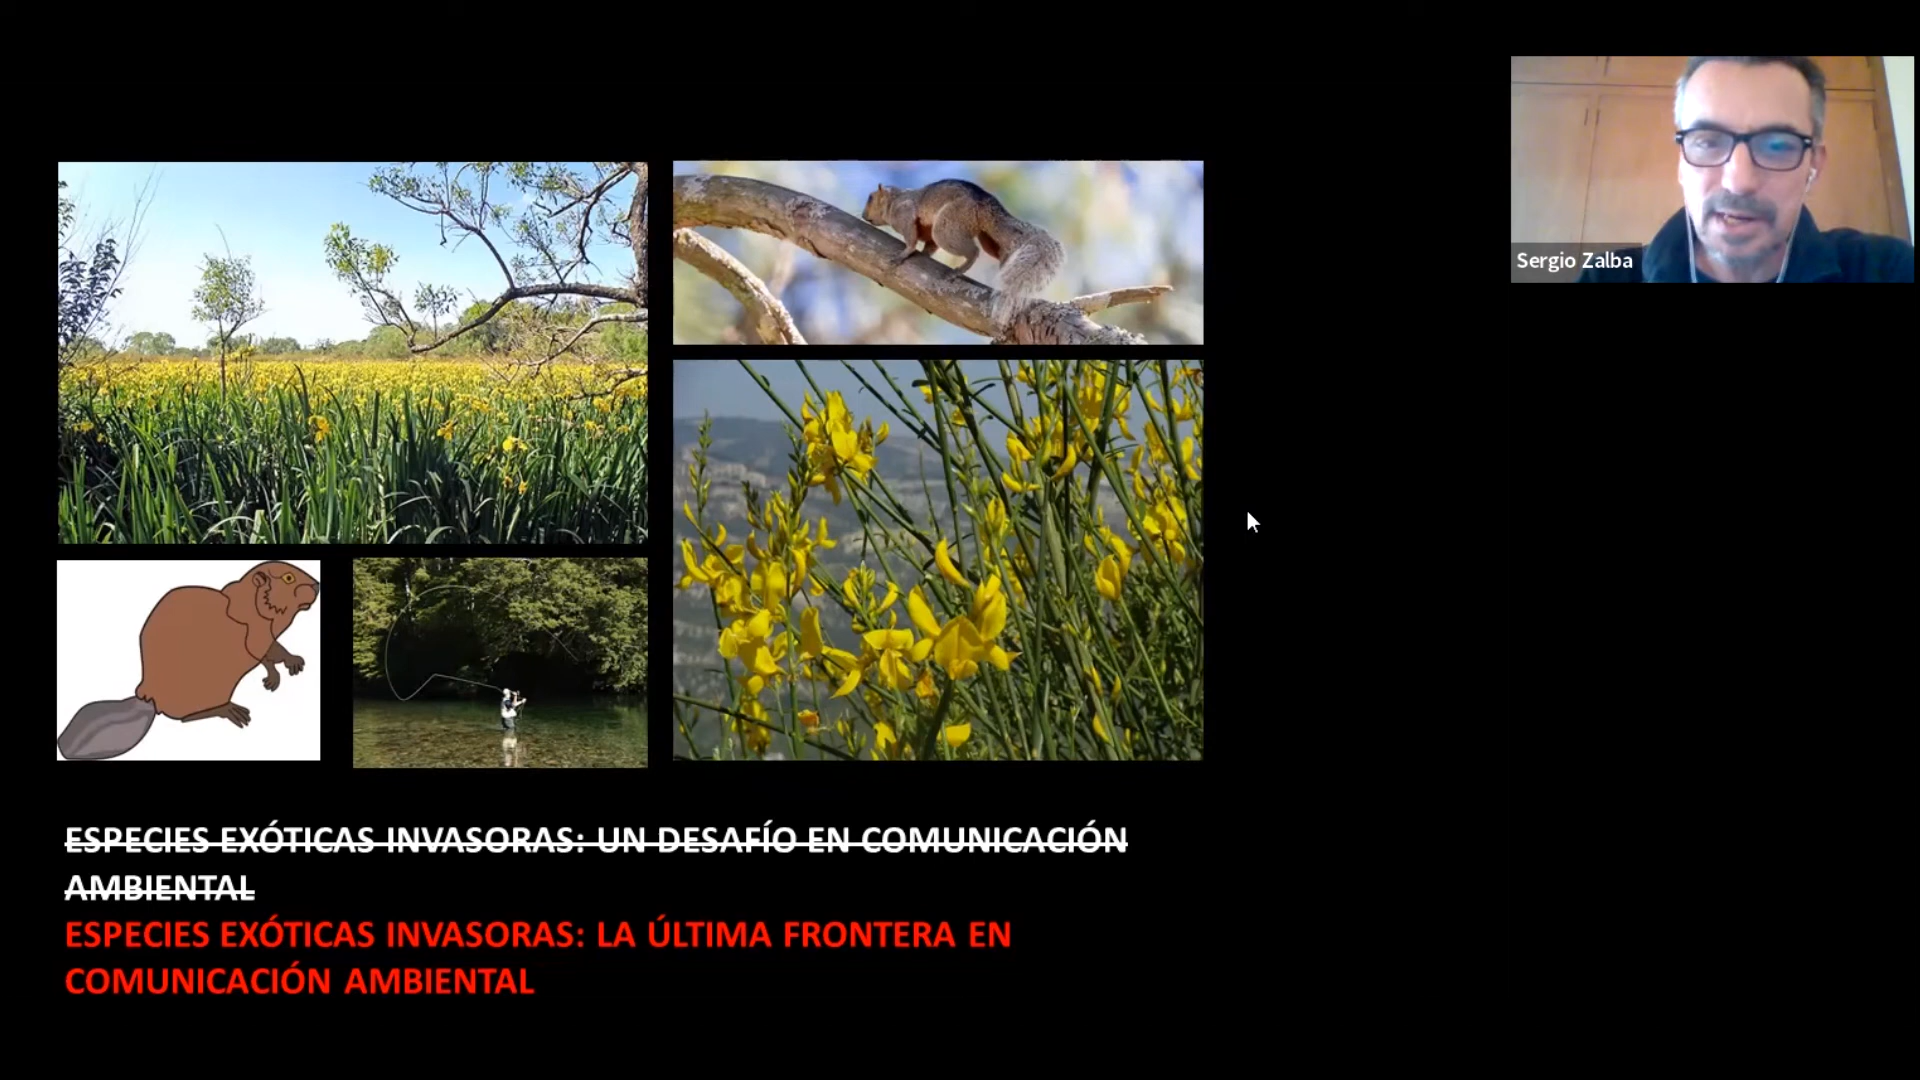 Sergio Zalba
ESPECIES EXÓTICAS INVASORAS: UN DESAFÍO EN COMUNICACIÓN
AMBIENTAL
ESPECIES EXÓTICAS INVASORAS: LA ÚLTIMA FRONTERA EN
COMUNICACIÓN AMBIENTAL